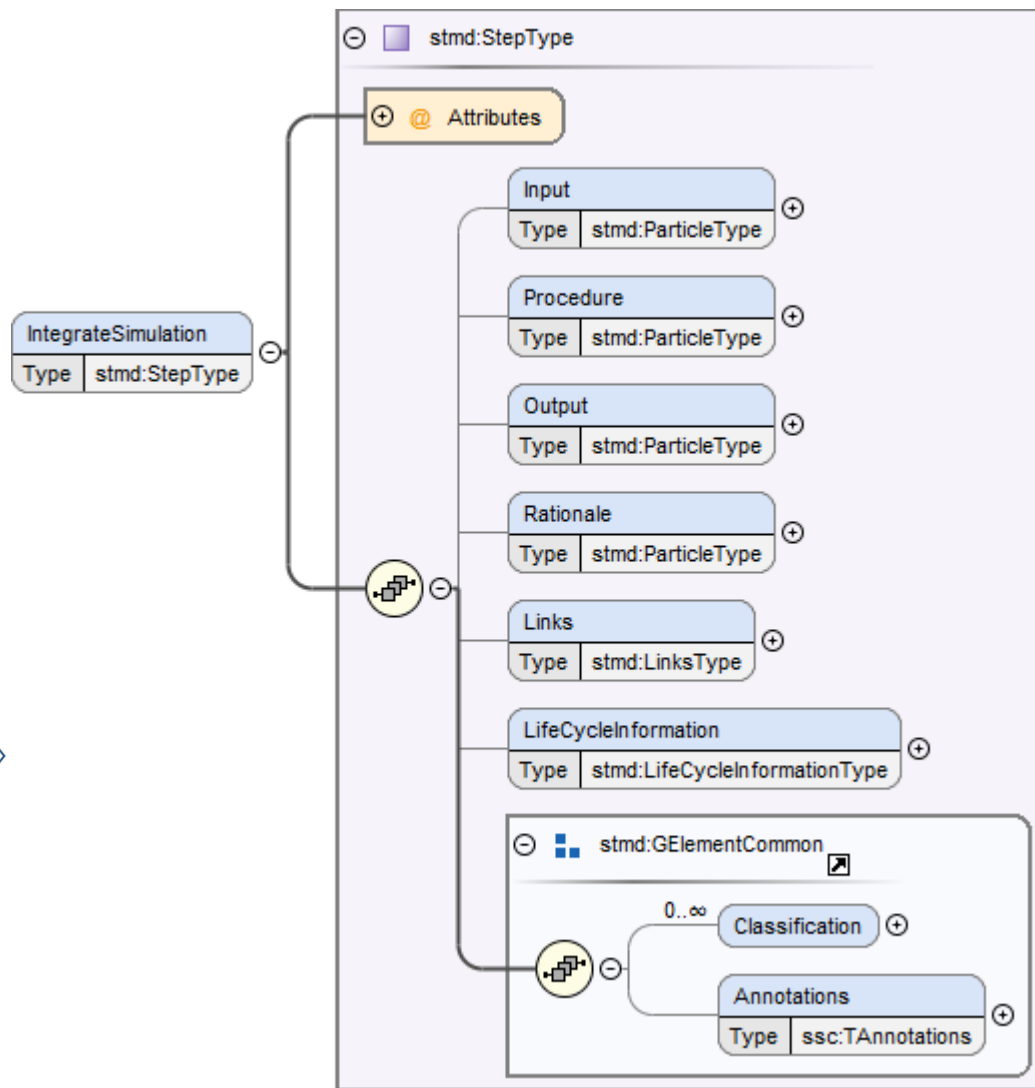 stmd:StepType
@ Attributes
Input
Type stmd:ParticleType
Procedure
Type stmd:ParticleType
IntegrateSimulation
Type stmd:StepType
Output
Type stmd:ParticleType
Rationale
Type stmd:ParticleType
Links
Type stmd:LinksType
LifeCycleInformation
Type stmd:LifeCycleInformationType
stmd:GElementCommon
0..∞
Classification
Annotations
Type ssc:TAnnotations